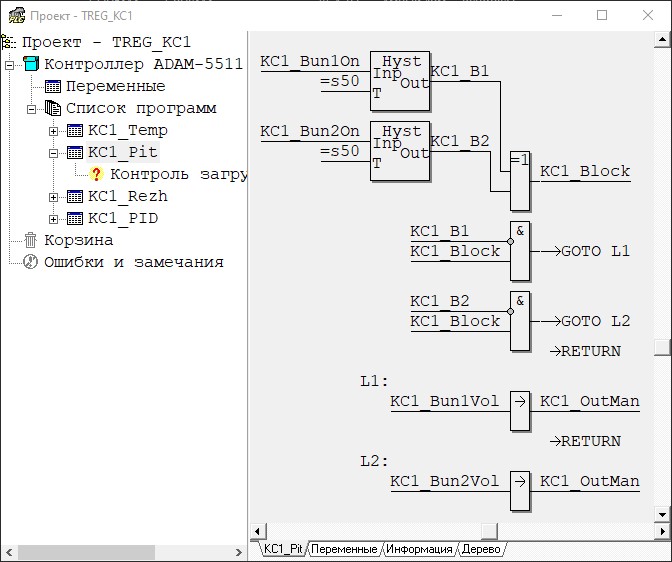 Проект - TREG_KC1
Проект - TREG_KC1
Контроллер ADAM-5511
Переменные
Список программ
KC1_Temp
KC1_Pit
? Контроль загру
KC1_Rezh
KC1_PID
Корзина
Ошибки и замечания
KC1_Bun1On
=s50
Hyst
Inp
Out
T
KC1_B1
KC1_Bun2On
=s50
Hyst
Inp
Out
T
KC1_B2
=1
KC1_Block
KC1_B1
KC1_Block
&
→GOTO L1
KC1_B2
KC1_Block
&
→GOTO L2
→RETURN
L1:
KC1_Bun1Vol
→
KC1_OutMan
→RETURN
L2:
KC1_Bun2Vol
→
KC1_OutMan
KC1_Pit
Переменные
Информация
Дерево